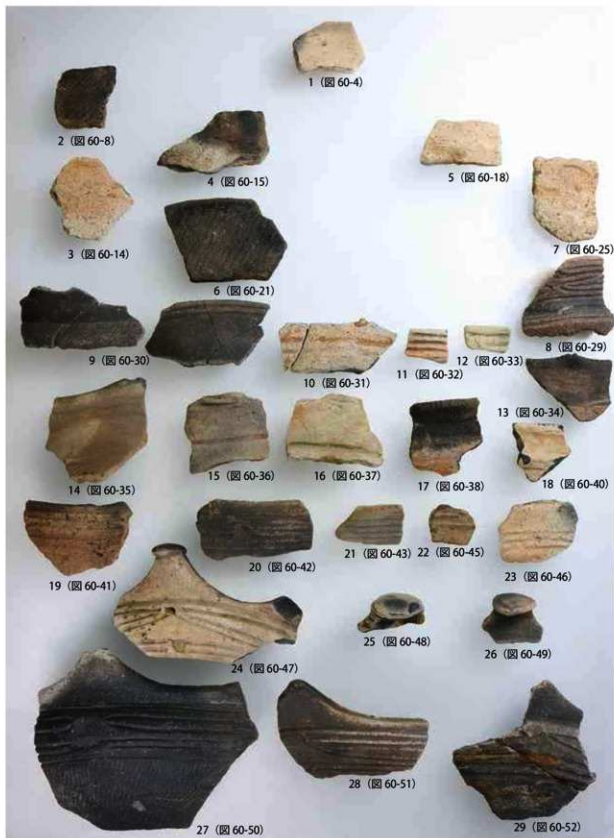 1（図 60-4）
2（図 60-8）
4（図 60-15）
5（図 60-18）
3（図 60-14）
7（図 60-25）
6（図 60-21）
8（図 60-29）
9（図 60-30）
10（図 60-31）
11（図 60-32）
12（図 60-33）
13（図 60-34）
14（図 60-35）
15（図 60-36）
16（図 60-37）
17（図 60-38）
18（図 60-40）
19（図 60-41）
20（図 60-42）
21（図 60-43）
22（図 60-45）
23（図 60-46）
24（図 60-47）
25（図 60-48）
26（図 60-49）
27（図 60-50）
28（図 60-51）
29（図 60-52）